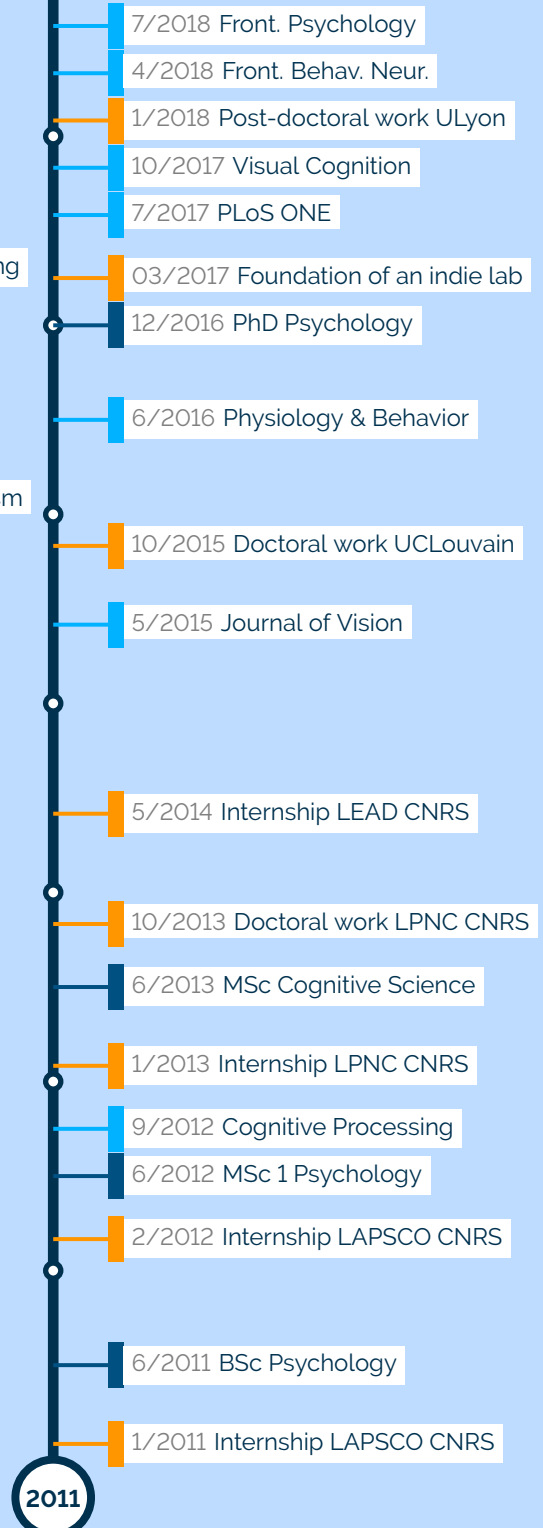 7/2018 Front. Psychology
4/2018 Front. Behav. Neur.
1/2018 Post-doctoral work ULyon
10/2017 Visual Cognition
7/2017 PLoS ONE
03/2017 Foundation of an indie lab
12/2016 PhD Psychology
6/2016 Physiology & Behavior
10/2015 Doctoral work UCLouvain
5/2015 Journal of Vision
5/2014 Internship LEAD CNRS
10/2013 Doctoral work LPNC CNRS
6/2013 MSc Cognitive Science
1/2013 Internship LPNC CNRS
9/2012 Cognitive Processing
6/2012 MSc 1 Psychology
2/2012 Internship LAPSCO CNRS
6/2011 BSc Psychology
1/2011 Internship LAPSCO CNRS
2011